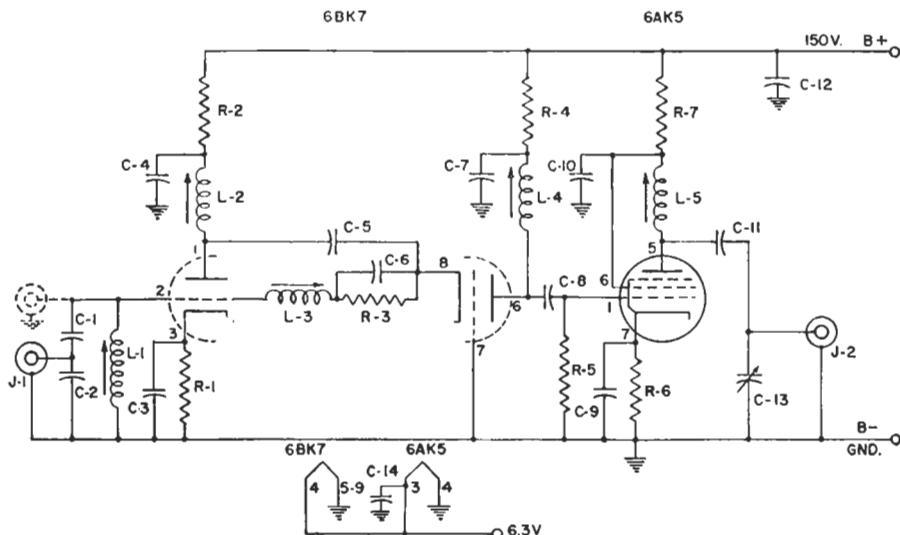 6BK7 6AK5
150V. B+
C-12
R-2 R-4 R-7
C-4 C-7 C-10
L-2 L-4 L-5
1 5 C-11
C-5
C-6 8 C-8 6
2 6 1
L-3 R-3
3 7 7
C-1 L-1 J-2
J-1 R-1 R-5
C-2 C-3 C-9 R-6 C-13
B-
GND.
6BK7 6AK5
C-14
4 5-9 3 4
6.3V